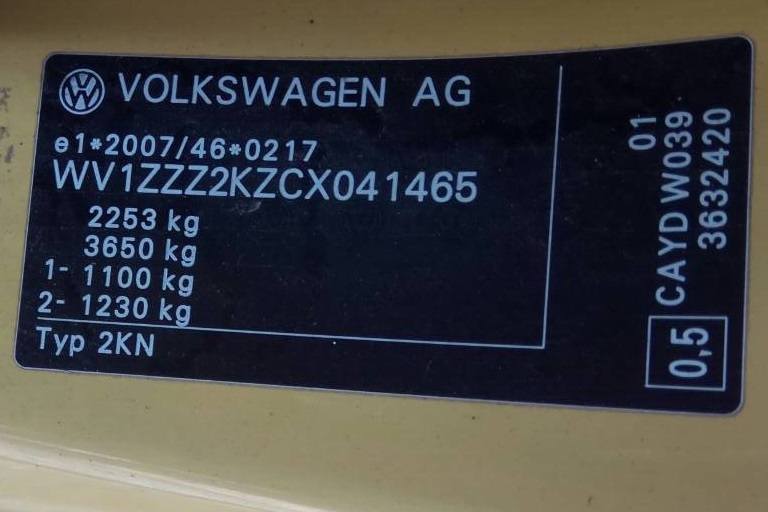 VOLKSWAGEN AG
e1*2007/46*0217
WV1ZZZ2KZCX041465
2253 kg
3650 kg
1- 1100 kg
2- 1230 kg
Typ 2KN
01
CAYD W039
3632420
0,5